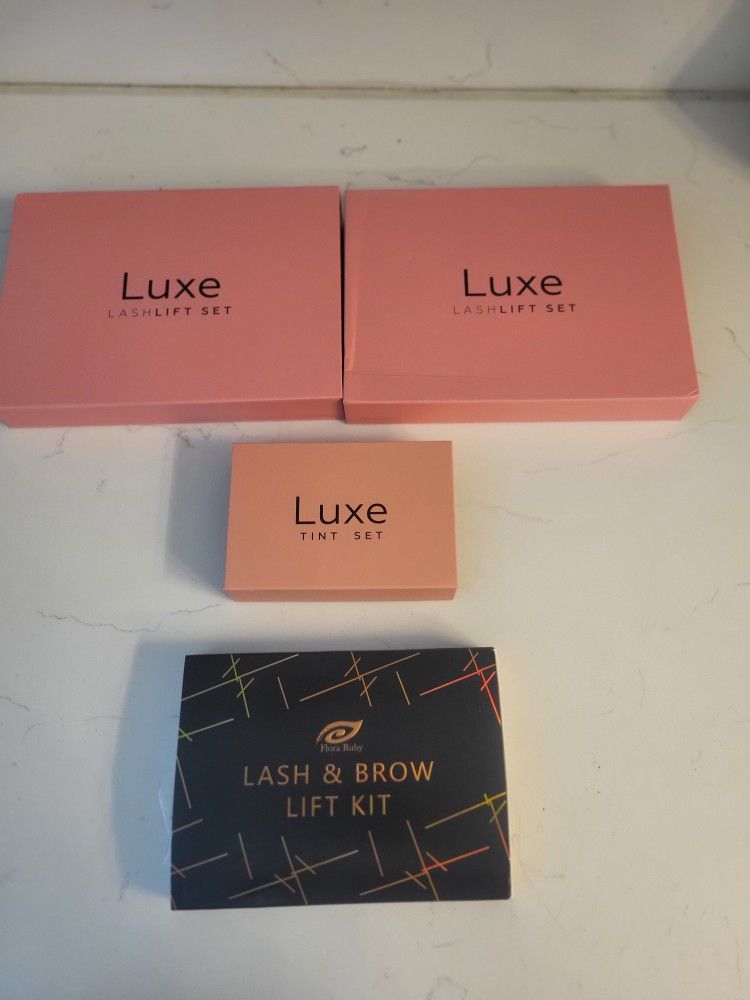 Luxe
LASHLIFT SET
Luxe
LASHLIFT SET
Luxe
TINT SET
Flora Ruby
LASH & BROW
LIFT KIT